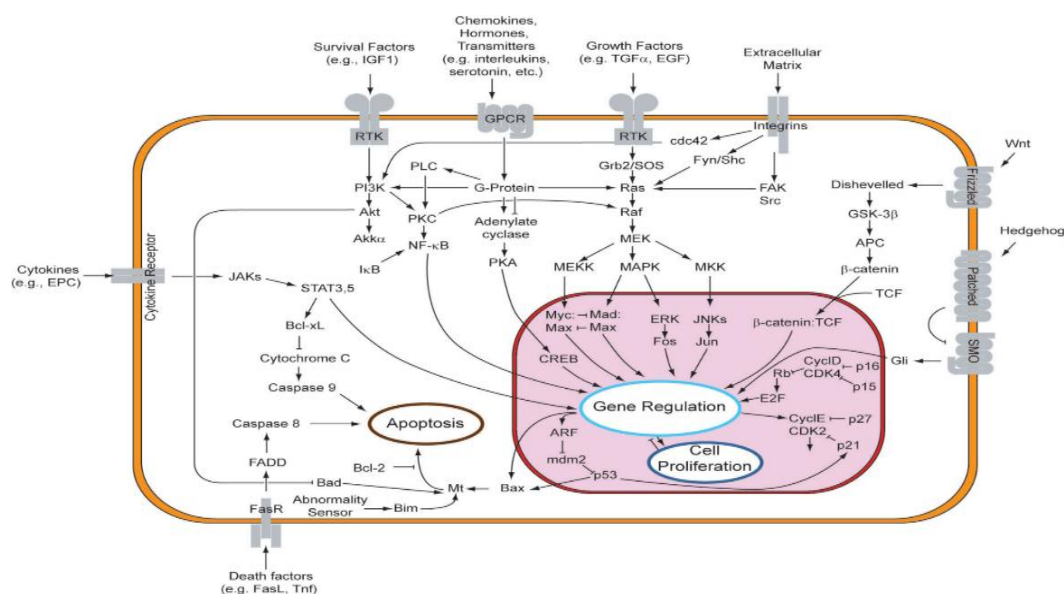 Chemokines,
Hormones,
Transmitters
(e.g. interleukins,
serotonin, etc.)
Survival Factors
(e.g., IGF1)
Growth Factors
(e.g. TGFα, EGF)
Extracellular
Matrix
RTK
GPCR
RTK
Integrins
cdc42
Grb2/SOS
Fyn/Shc
Wnt
Frizzled
PLC
PI3K
G-Protein
Ras
FAK
Src
Dishevelled
GSK-3β
Akt
PKC
Adenylate
cyclase
Raf
APC
Akkα
NF-κB
MEK
Hedgehog
IκB
PKA
MEKK
MAPK
MKK
β-catenin
TCF
Patched
Cytokines
(e.g., EPC)
Cytokine Receptor
JAKs
STAT3,5
Bcl-xL
Cytochrome C
Caspase 9
Myc:
Max
Mad:
Max
ERK
Fos
JNKs
Jun
β-catenin:TCF
CREB
Gli
SMO
CyclD
CDK4
Rb
p16
p15
E2F
Gene Regulation
CyclE
CDK2
p27
p21
Apoptosis
Caspase 8
FADD
ARF
mdm2
p53
Cell
Proliferation
Bcl-2
Bad
Mt
Bax
Abnormality
Sensor
Bim
FasR
Death factors
(e.g. FasL, Tnf)